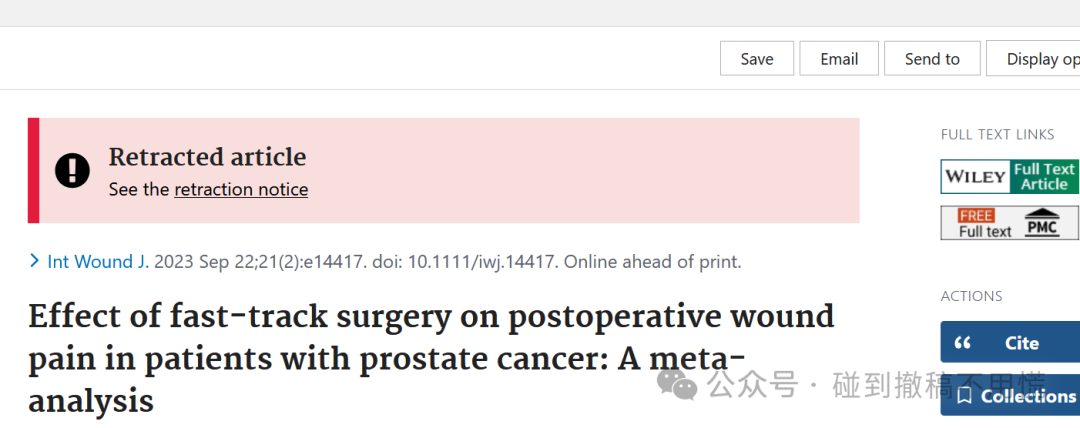 Save Email Send to Display op
Retracted article
See the retraction notice
FULL TEXT LINKS
WILEY Full Text Article
FREE Full text PMC
> Int Wound J. 2023 Sep 22;21(2):e14417. doi: 10.1111/iwj.14417. Online ahead of print.
Effect of fast-track surgery on postoperative wound
pain in patients with prostate cancer: A meta-
analysis
ACTIONS
Cite
Collections
公众号 · 碰到撤稿不用慌